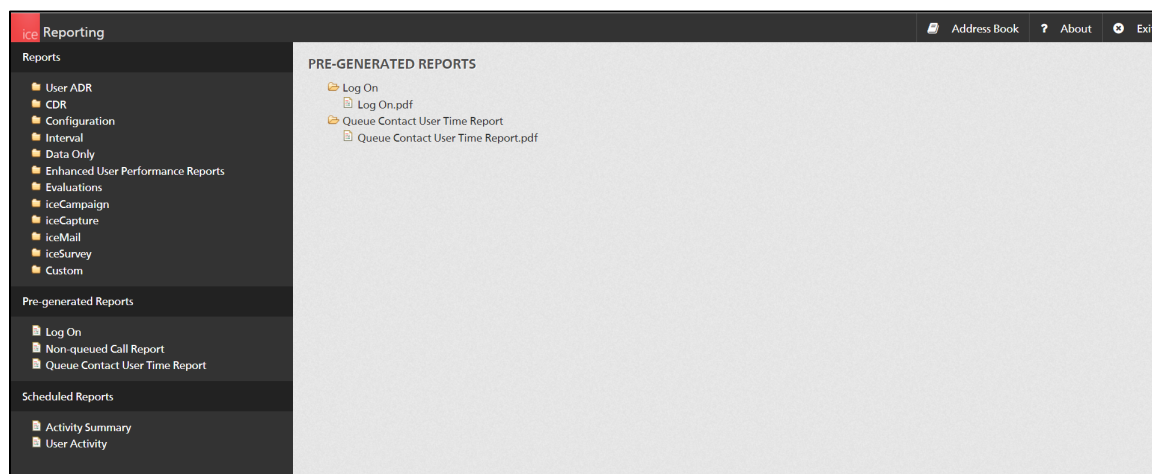 ice Reporting
Address Book ? About Exit
Reports
User ADR
CDR
Configuration
Interval
Data Only
Enhanced User Performance Reports
Evaluations
iceCampaign
iceCapture
iceMail
iceSurvey
Custom
Pre-generated Reports
Log On
Non-queued Call Report
Queue Contact User Time Report
Scheduled Reports
Activity Summary
User Activity
PRE-GENERATED REPORTS
Log On
Log On.pdf
Queue Contact User Time Report
Queue Contact User Time Report.pdf